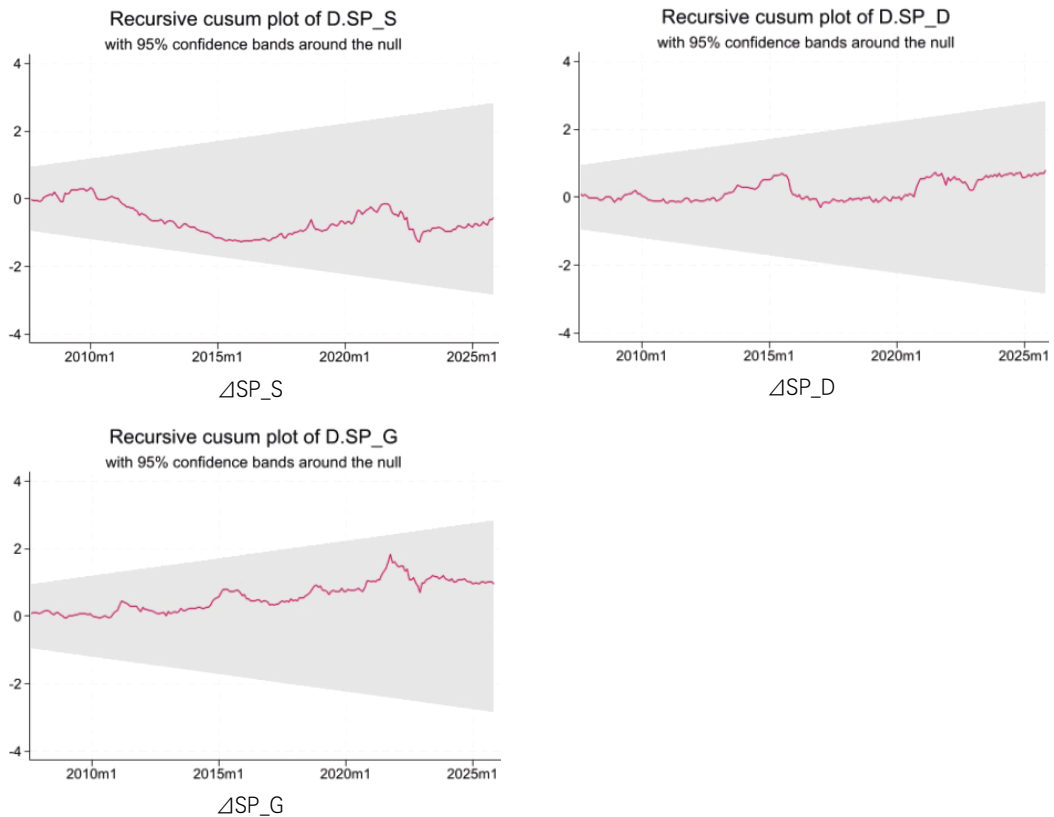 Recursive cusum plot of D.SP_S
with 95% confidence bands around the null
4
2
0
-2
-4
2010m1 2015m1 2020m1 2025m1
⊿SP_S
Recursive cusum plot of D.SP_D
with 95% confidence bands around the null
4
2
0
-2
-4
2010m1 2015m1 2020m1 2025m1
⊿SP_D
Recursive cusum plot of D.SP_G
with 95% confidence bands around the null
4
2
0
-2
-4
2010m1 2015m1 2020m1 2025m1
⊿SP_G